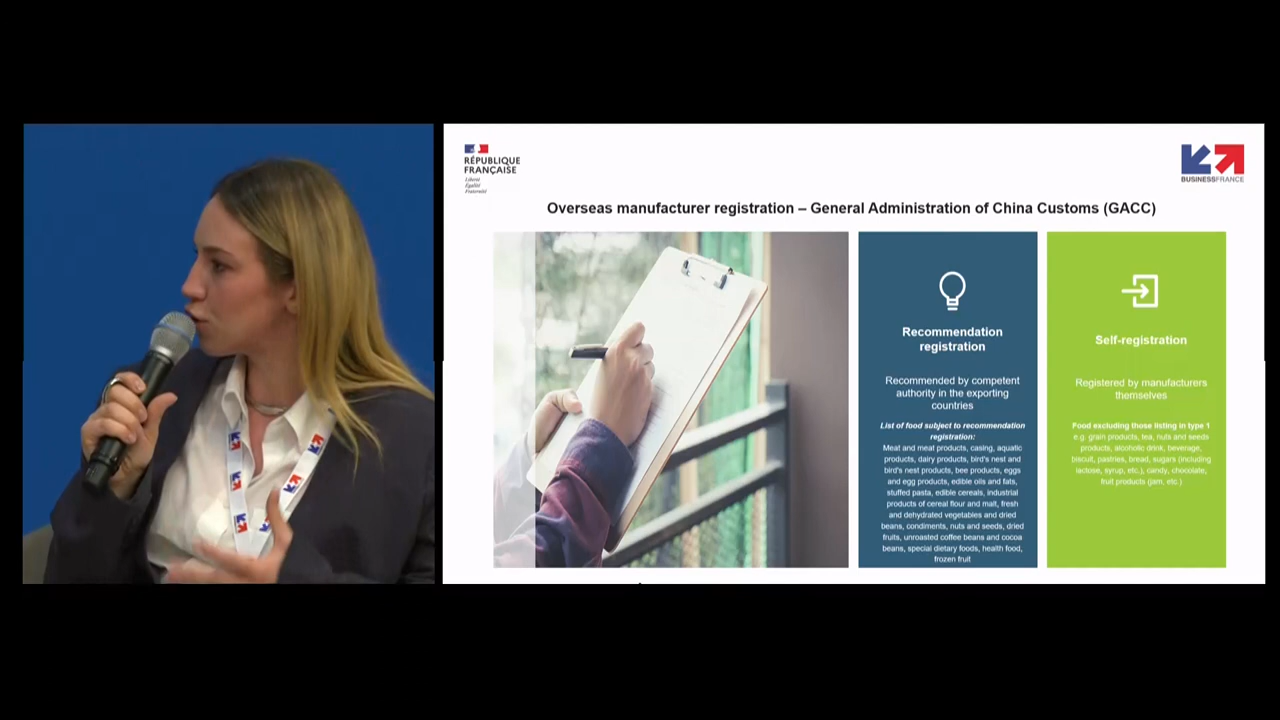 RÉPUBLIQUE
FRANÇAISE
Liberté
Égalité
Fraternité
BUSINESSFRANCE
Overseas manufacturer registration – General Administration of China Customs (GACC)
Recommendation
registration
Recommended by competent
authority in the exporting
countries
List of food subject to recommendation
registration:
Meat and meat products, casing, aquatic
products, dairy products, bird's nest and
bird's nest products, bee products, eggs
and egg products, edible oils and fats,
stuffed pasta, edible cereals, industrial
products of cereal flour and malt, fresh
and dehydrated vegetables and dried
beans, condiments, nuts and seeds, dried
fruits, unroasted coffee beans and cocoa
beans, special dietary foods, health food,
frozen fruit
Self-registration
Registered by manufacturers
themselves
Food excluding those listing in type 1
e.g. grain products, tea, nuts and seeds
products, alcoholic drink, beverage,
biscuit, pastries, bread, sugars (including
lactose, syrup, etc.), candy, chocolate,
fruit products (jam, etc.)